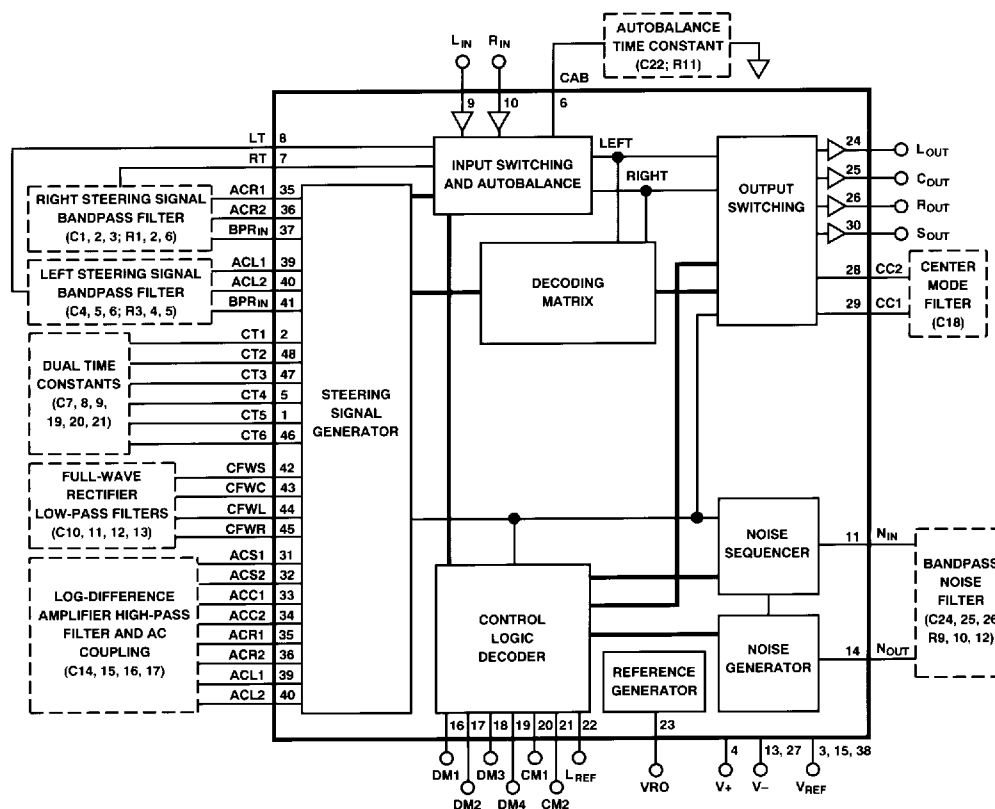 AUTOBALANCE
TIME CONSTANT
(C22; R11)
LIN
RIN
CAB
9
10
6
LT 8
RT 7
INPUT SWITCHING
AND AUTOBALANCE
LEFT
RIGHT
OUTPUT
SWITCHING
24 LOUT
25 COUT
26 ROUT
30 SOUT
28 CC2
29 CC1
CENTER
MODE
FILTER
(C18)
RIGHT STEERING SIGNAL
BANDPASS FILTER
(C1, 2, 3; R1, 2, 6)
ACR1 35
ACR2 36
BPRIN 37
LEFT STEERING SIGNAL
BANDPASS FILTER
(C4, 5, 6; R3, 4, 5)
ACL1 39
ACL2 40
BPRIN 41
DECODING
MATRIX
DUAL TIME
CONSTANTS
(C7, 8, 9,
19, 20, 21)
CT1 2
CT2 48
CT3 47
CT4 5
CT5 1
CT6 46
STEERING
SIGNAL
GENERATOR
FULL-WAVE
RECTIFIER
LOW-PASS FILTERS
(C10, 11, 12, 13)
CFWS 42
CFWC 43
CFWL 44
CFWR 45
LOG-DIFFERENCE
AMPLIFIER HIGH-PASS
FILTER AND AC
COUPLING
(C14, 15, 16, 17)
ACS1 31
ACS2 32
ACC1 33
ACC2 34
ACR1 35
ACR2 36
ACL1 39
ACL2 40
CONTROL
LOGIC
DECODER
NOISE
SEQUENCER
11 NIN
NOISE
GENERATOR
14 NOUT
BANDPASS
NOISE
FILTER
(C24, 25, 26
R9, 10, 12)
REFERENCE
GENERATOR
16 17 18 19 20 21 22
23
4
13, 27
3, 15, 38
DM1
DM2
DM3
DM4
CM1
CM2
LREF
VRO
V+
V–
VREF